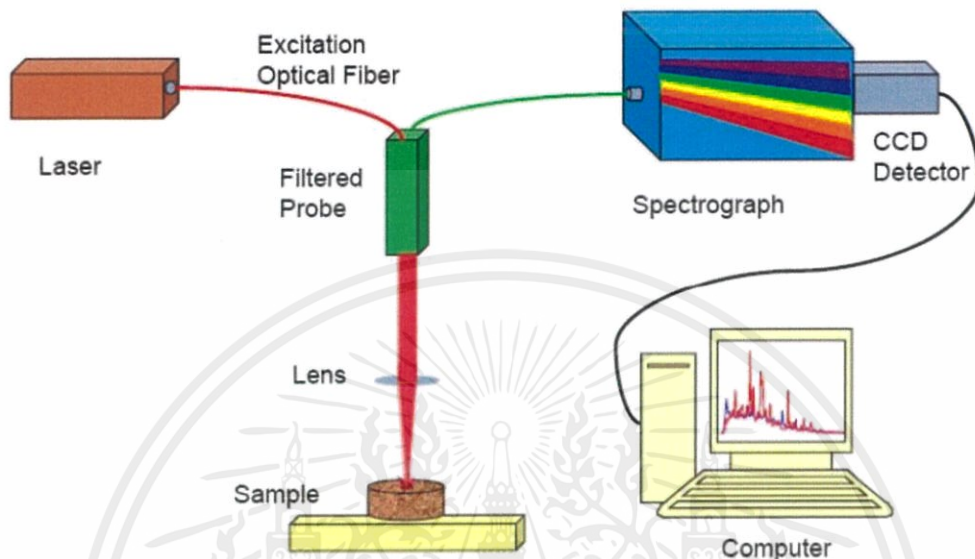 Excitation
Optical Fiber
Laser
Filtered
Probe
CCD
Detector
Spectrograph
Lens
Sample
Computer